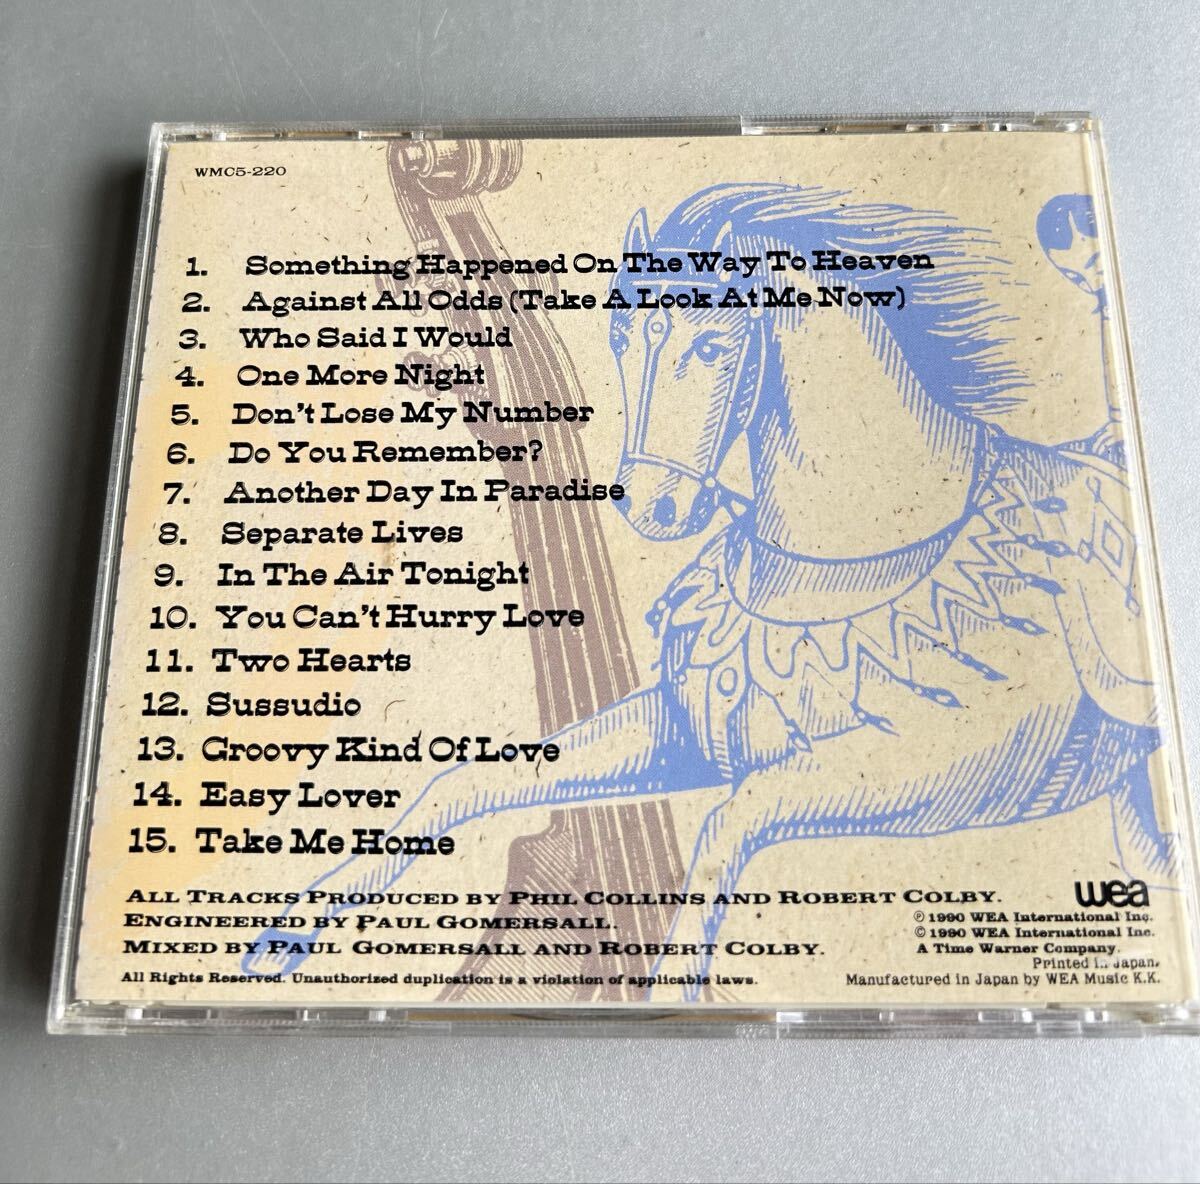 WMC5-220
1. Something Happened On The Way To Heaven
2. Against All Odds (Take A Look At Me Now)
3. Who Said I Would
4. One More Night
5. Don't Lose My Number
6. Do You Remember?
7. Another Day In Paradise
8. Separate Lives
9. In The Air Tonight
10. You Can't Hurry Love
11. Two Hearts
12. Sussudio
13. Groovy Kind Of Love
14. Easy Lover
15. Take Me Home
ALL TRACKS PRODUCED BY PHIL COLLINS AND ROBERT COLBY.
ENGINEERED BY PAUL GOMERSALL.
MIXED BY PAUL GOMERSALL AND ROBERT COLBY.
All Rights Reserved. Unauthorized duplication is a violation of applicable laws.
wea
℗ 1990 WEA International Inc.
© 1990 WEA International Inc.
A Time Warner Company.
Printed in Japan.
Manufactured in Japan by WEA Music K.K.